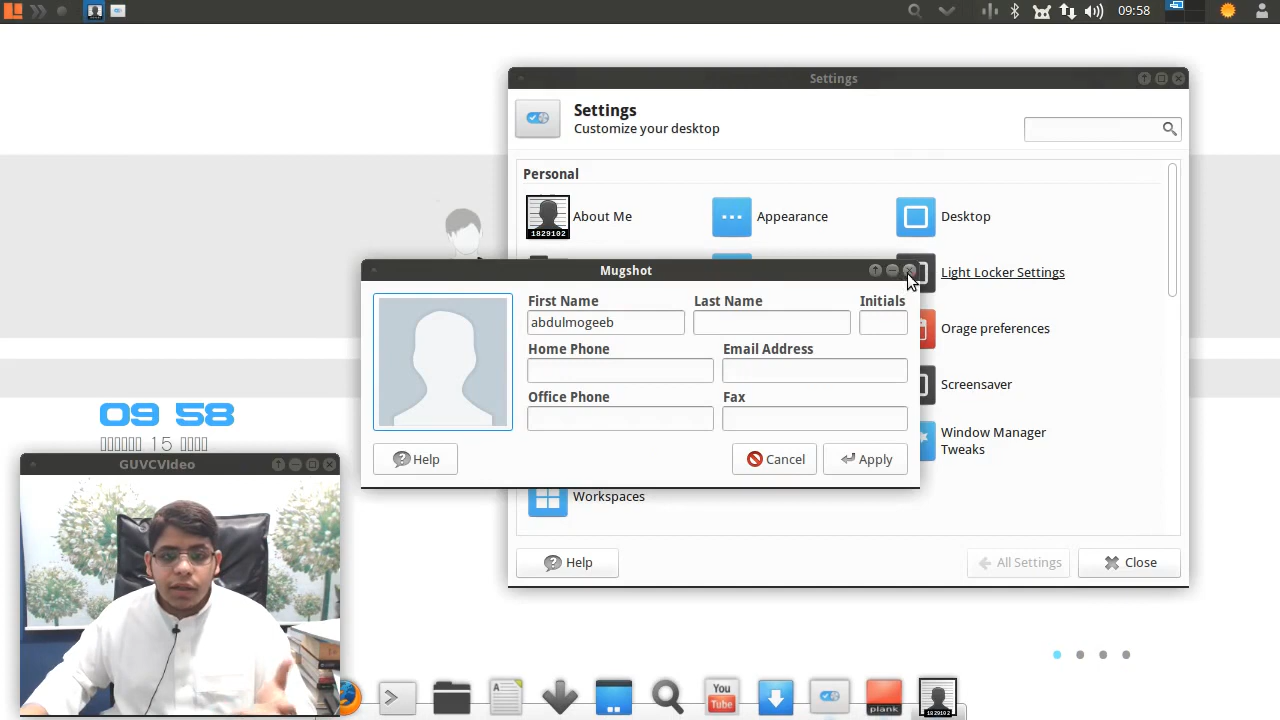 09:58
Settings
Settings
Customize your desktop
Personal
1829102
About Me
Appearance
Desktop
Light Locker Settings
Mugshot
First Name
Last Name
Initials
abdulmogeeb
Orage preferences
Home Phone
Email Address
Screensaver
Office Phone
Fax
Window Manager
Tweaks
Help
Cancel
Apply
Workspaces
09 58
15
GUVCVIdeo
Help
All Settings
Close
You
Tube
plank
1829102